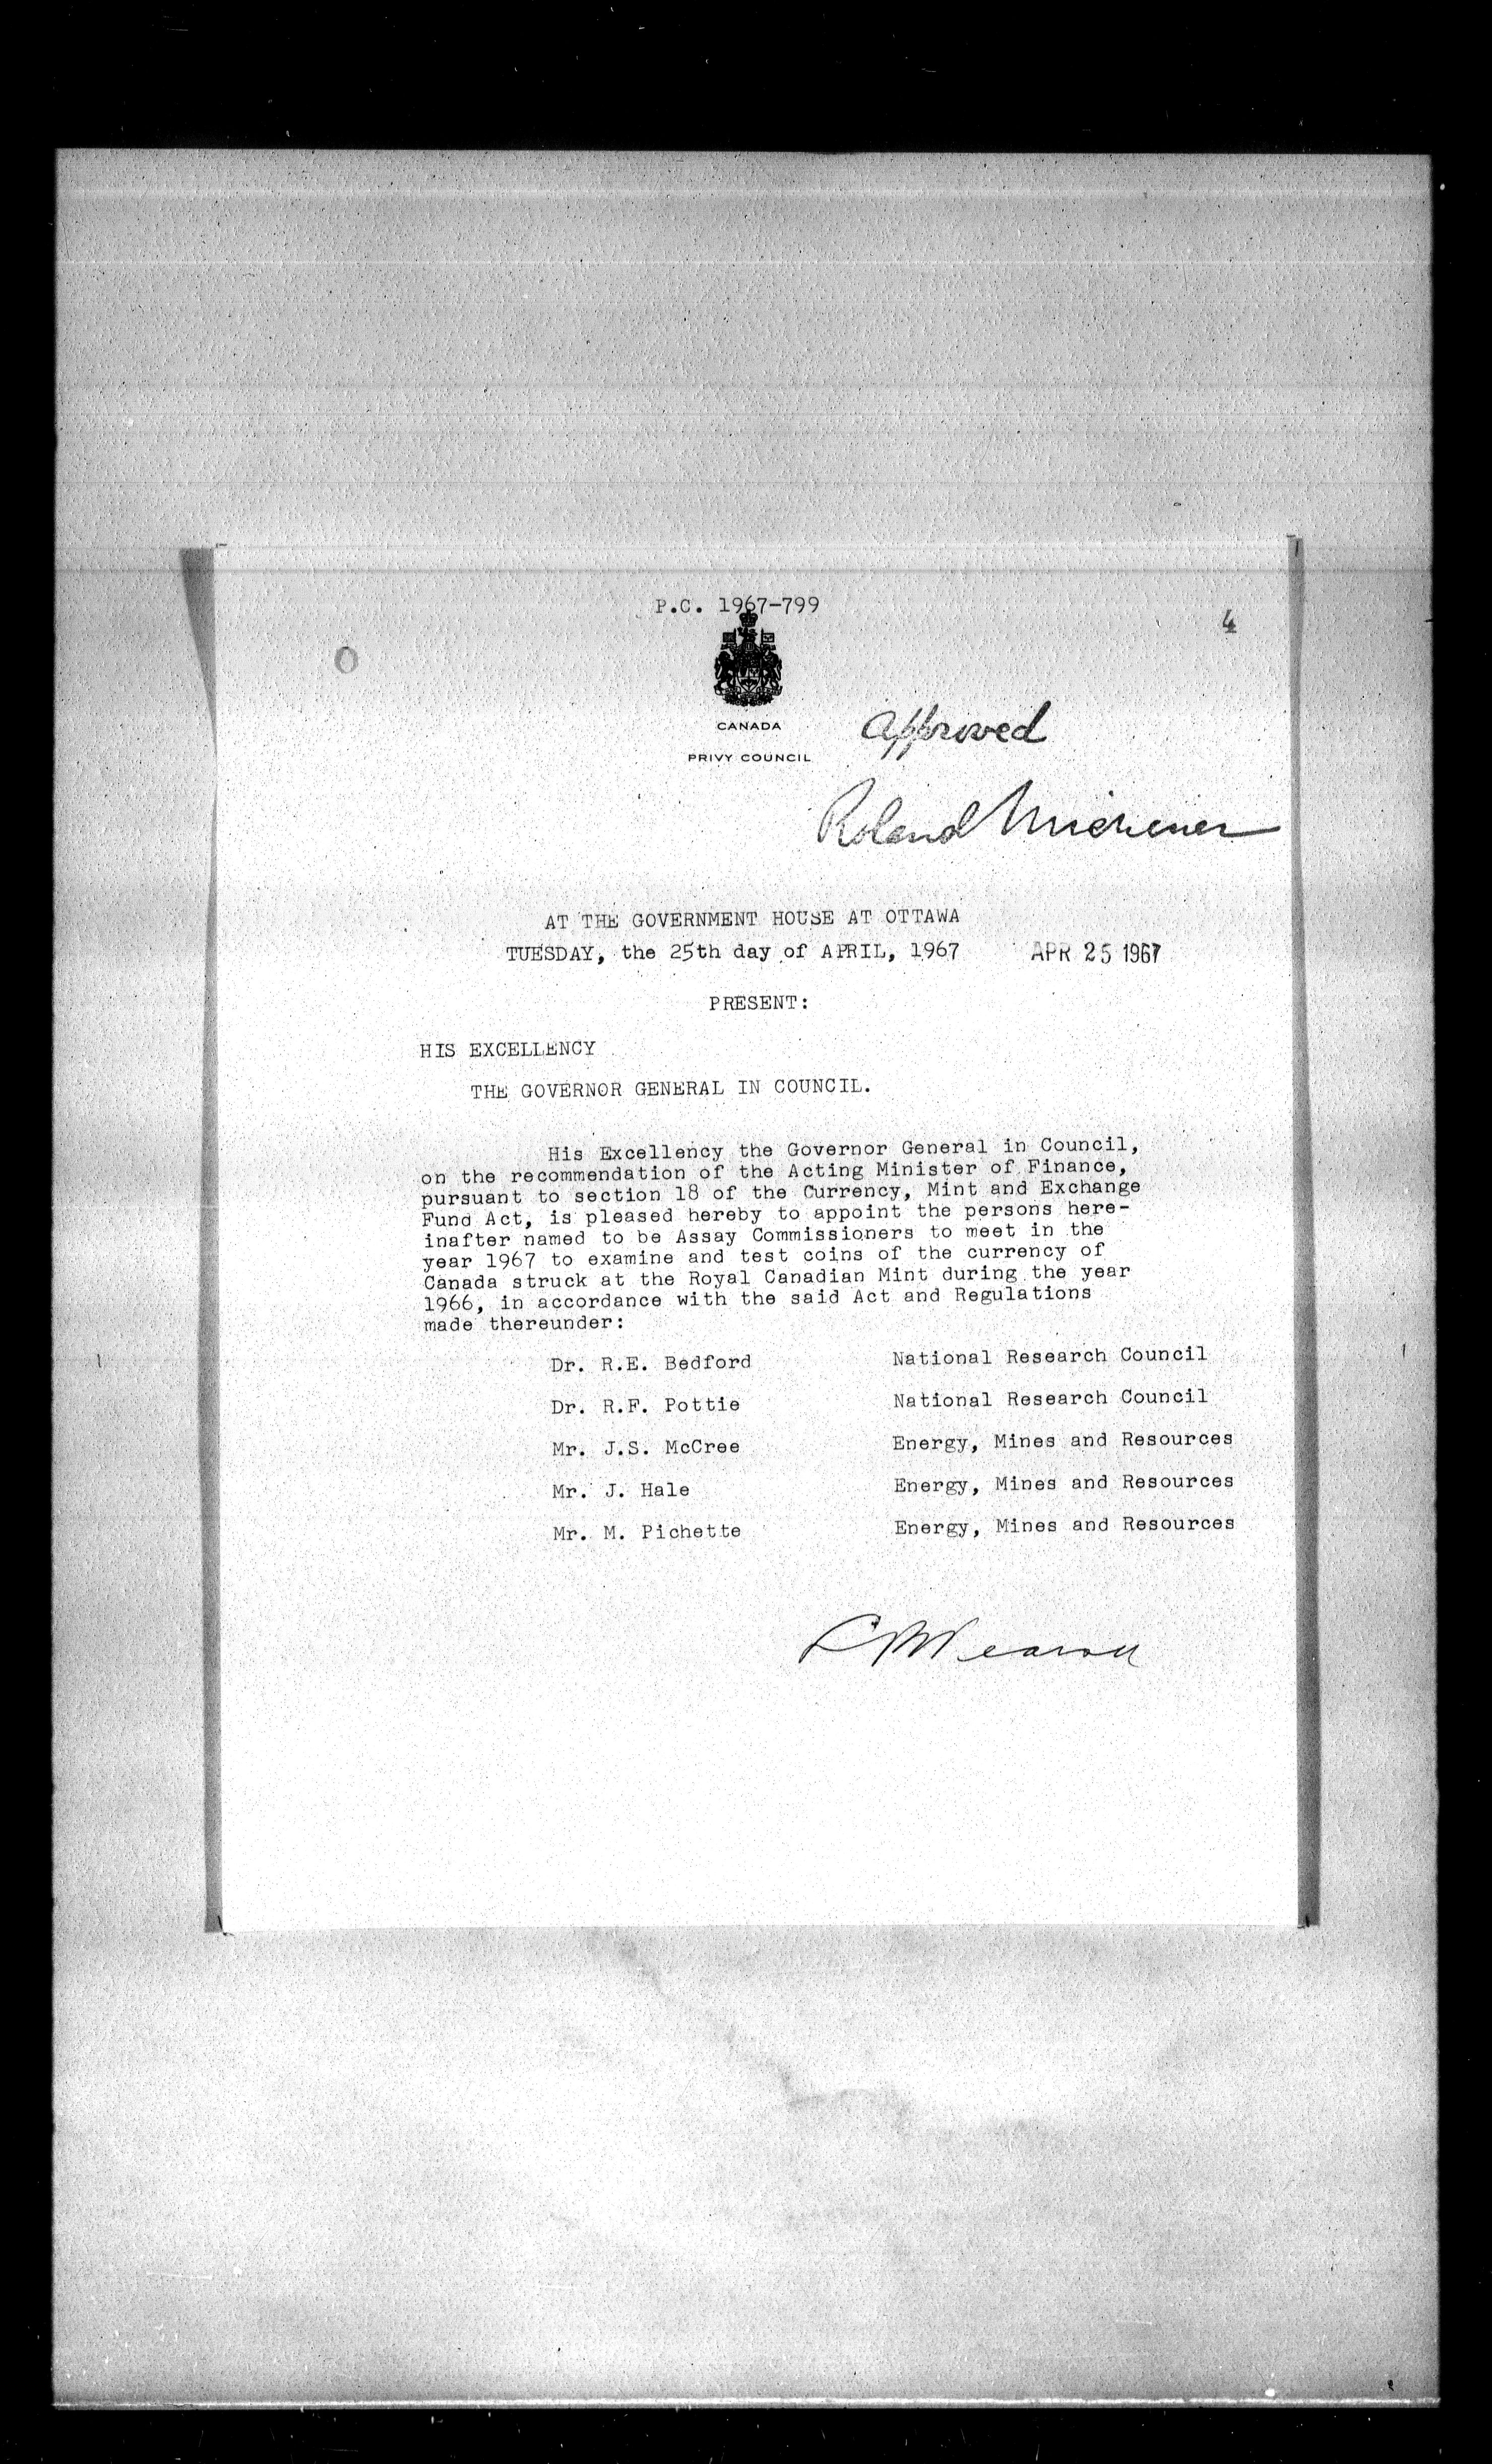 P.C. 1967-799
4
O
CANADA
PRIVY COUNCIL
Approved
Roland Michener
AT THE GOVERNMENT HOUSE AT OTTAWA
TUESDAY, the 25th day of APRIL, 1967 APR 25 1967
PRESENT:
HIS EXCELLENCY
THE GOVERNOR GENERAL IN COUNCIL.
His Excellency the Governor General in Council,
on the recommendation of the Acting Minister of Finance,
pursuant to section 18 of the Currency, Mint and Exchange
Fund Act, is pleased hereby to appoint the persons here-
inafter named to be Assay Commissioners to meet in the
year 1967 to examine and test coins of the currency of
Canada struck at the Royal Canadian Mint during the year
1966, in accordance with the said Act and Regulations
made thereunder:
Dr. R.E. Bedford National Research Council
Dr. R.F. Pottie National Research Council
Mr. J.S. McCree Energy, Mines and Resources
Mr. J. Hale Energy, Mines and Resources
Mr. M. Pichette Energy, Mines and Resources
L B Pearson